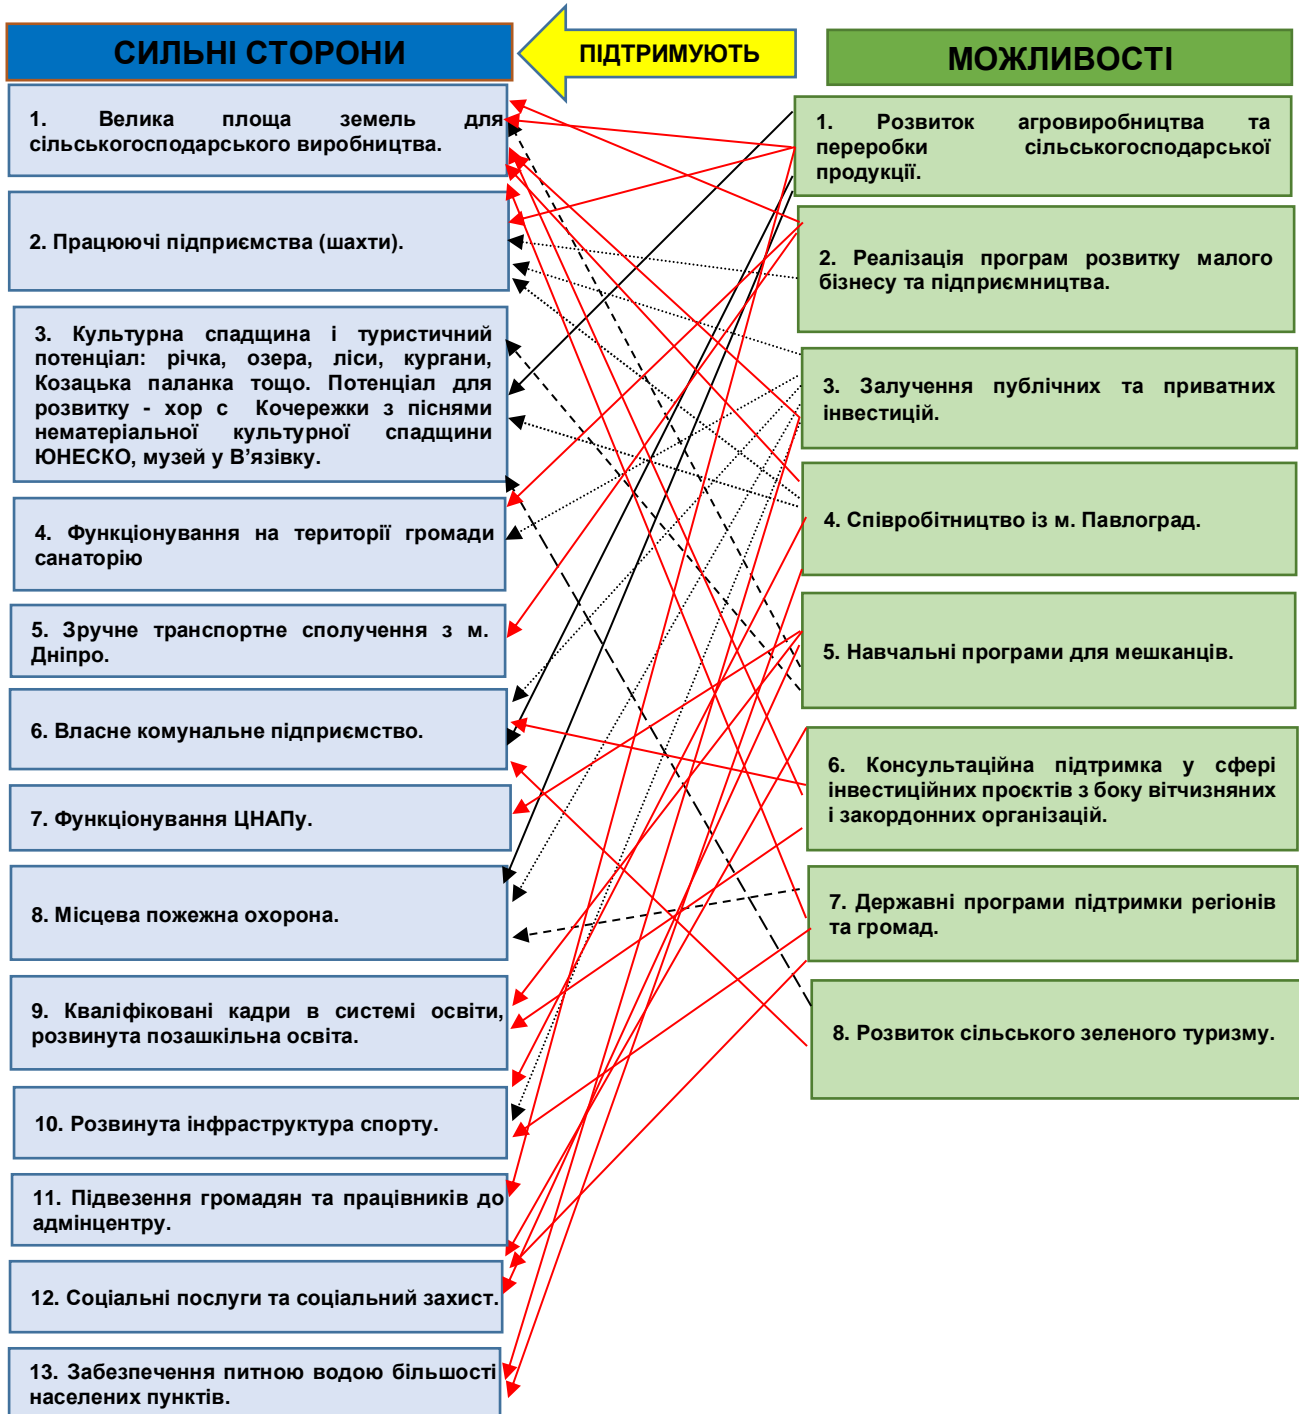 СИЛЬНІ СТОРОНИ
ПІДТРИМУЮТЬ
МОЖЛИВОСТІ
1. Велика площа земель для
сільськогосподарського виробництва.
2. Працюючі підприємства (шахти).
3. Культурна спадщина і туристичний
потенціал: річка, озера, ліси, кургани,
Козацька паланка тощо. Потенціал для
розвитку - хор с Кочережки з піснями
нематеріальної культурної спадщини
ЮНЕСКО, музей у В’язівку.
4. Функціонування на території громади
санаторію
5. Зручне транспортне сполучення з м.
Дніпро.
6. Власне комунальне підприємство.
7. Функціонування ЦНАПу.
8. Місцева пожежна охорона.
9. Кваліфіковані кадри в системі освіти,
розвинута позашкільна освіта.
10. Розвинута інфраструктура спорту.
11. Підвезення громадян та працівників до
адмінцентру.
12. Соціальні послуги та соціальний захист.
13. Забезпечення питною водою більшості
населених пунктів.
1. Розвиток агровиробництва та
переробки сільськогосподарської
продукції.
2. Реалізація програм розвитку малого
бізнесу та підприємництва.
3. Залучення публічних та приватних
інвестицій.
4. Співробітництво із м. Павлоград.
5. Навчальні програми для мешканців.
6. Консультаційна підтримка у сфері
інвестиційних проєктів з боку вітчизняних
і закордонних організацій.
7. Державні програми підтримки регіонів
та громад.
8. Розвиток сільського зеленого туризму.